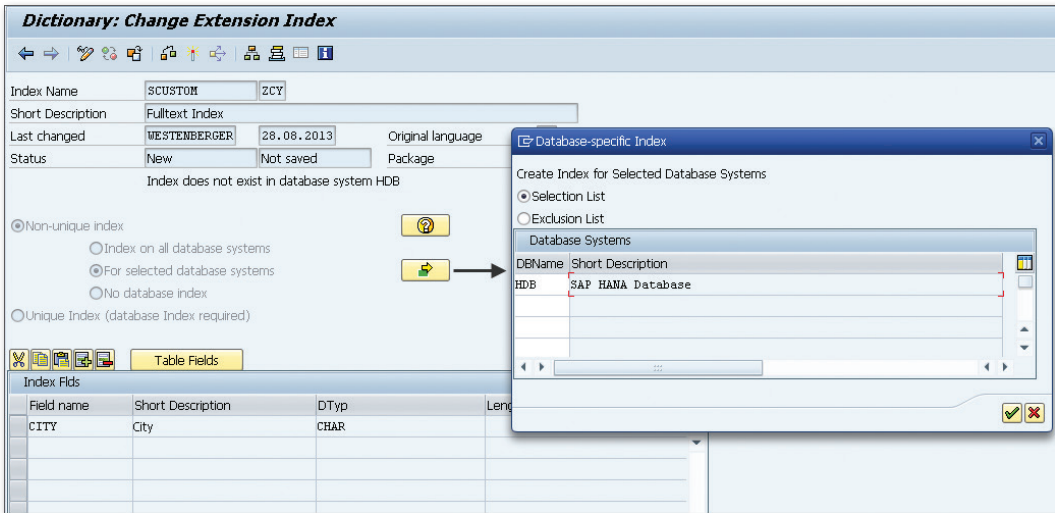 Dictionary: Change Extension Index
Index Name SCUSTOM ZCY
Short Description Fulltext Index
Last changed WESTENBERGER 28.08.2013 Original language
Status New Not saved Package
Index does not exist in database system HDB
Non-unique index
Index on all database systems
For selected database systems
No database index
Unique Index (database Index required)
Table Fields
Index Flds
Field name Short Description DTyp Leng
CITY City CHAR
Database-specific Index
Create Index for Selected Database Systems
Selection List
Exclusion List
Database Systems
DBName Short Description
HDB SAP HANA Database